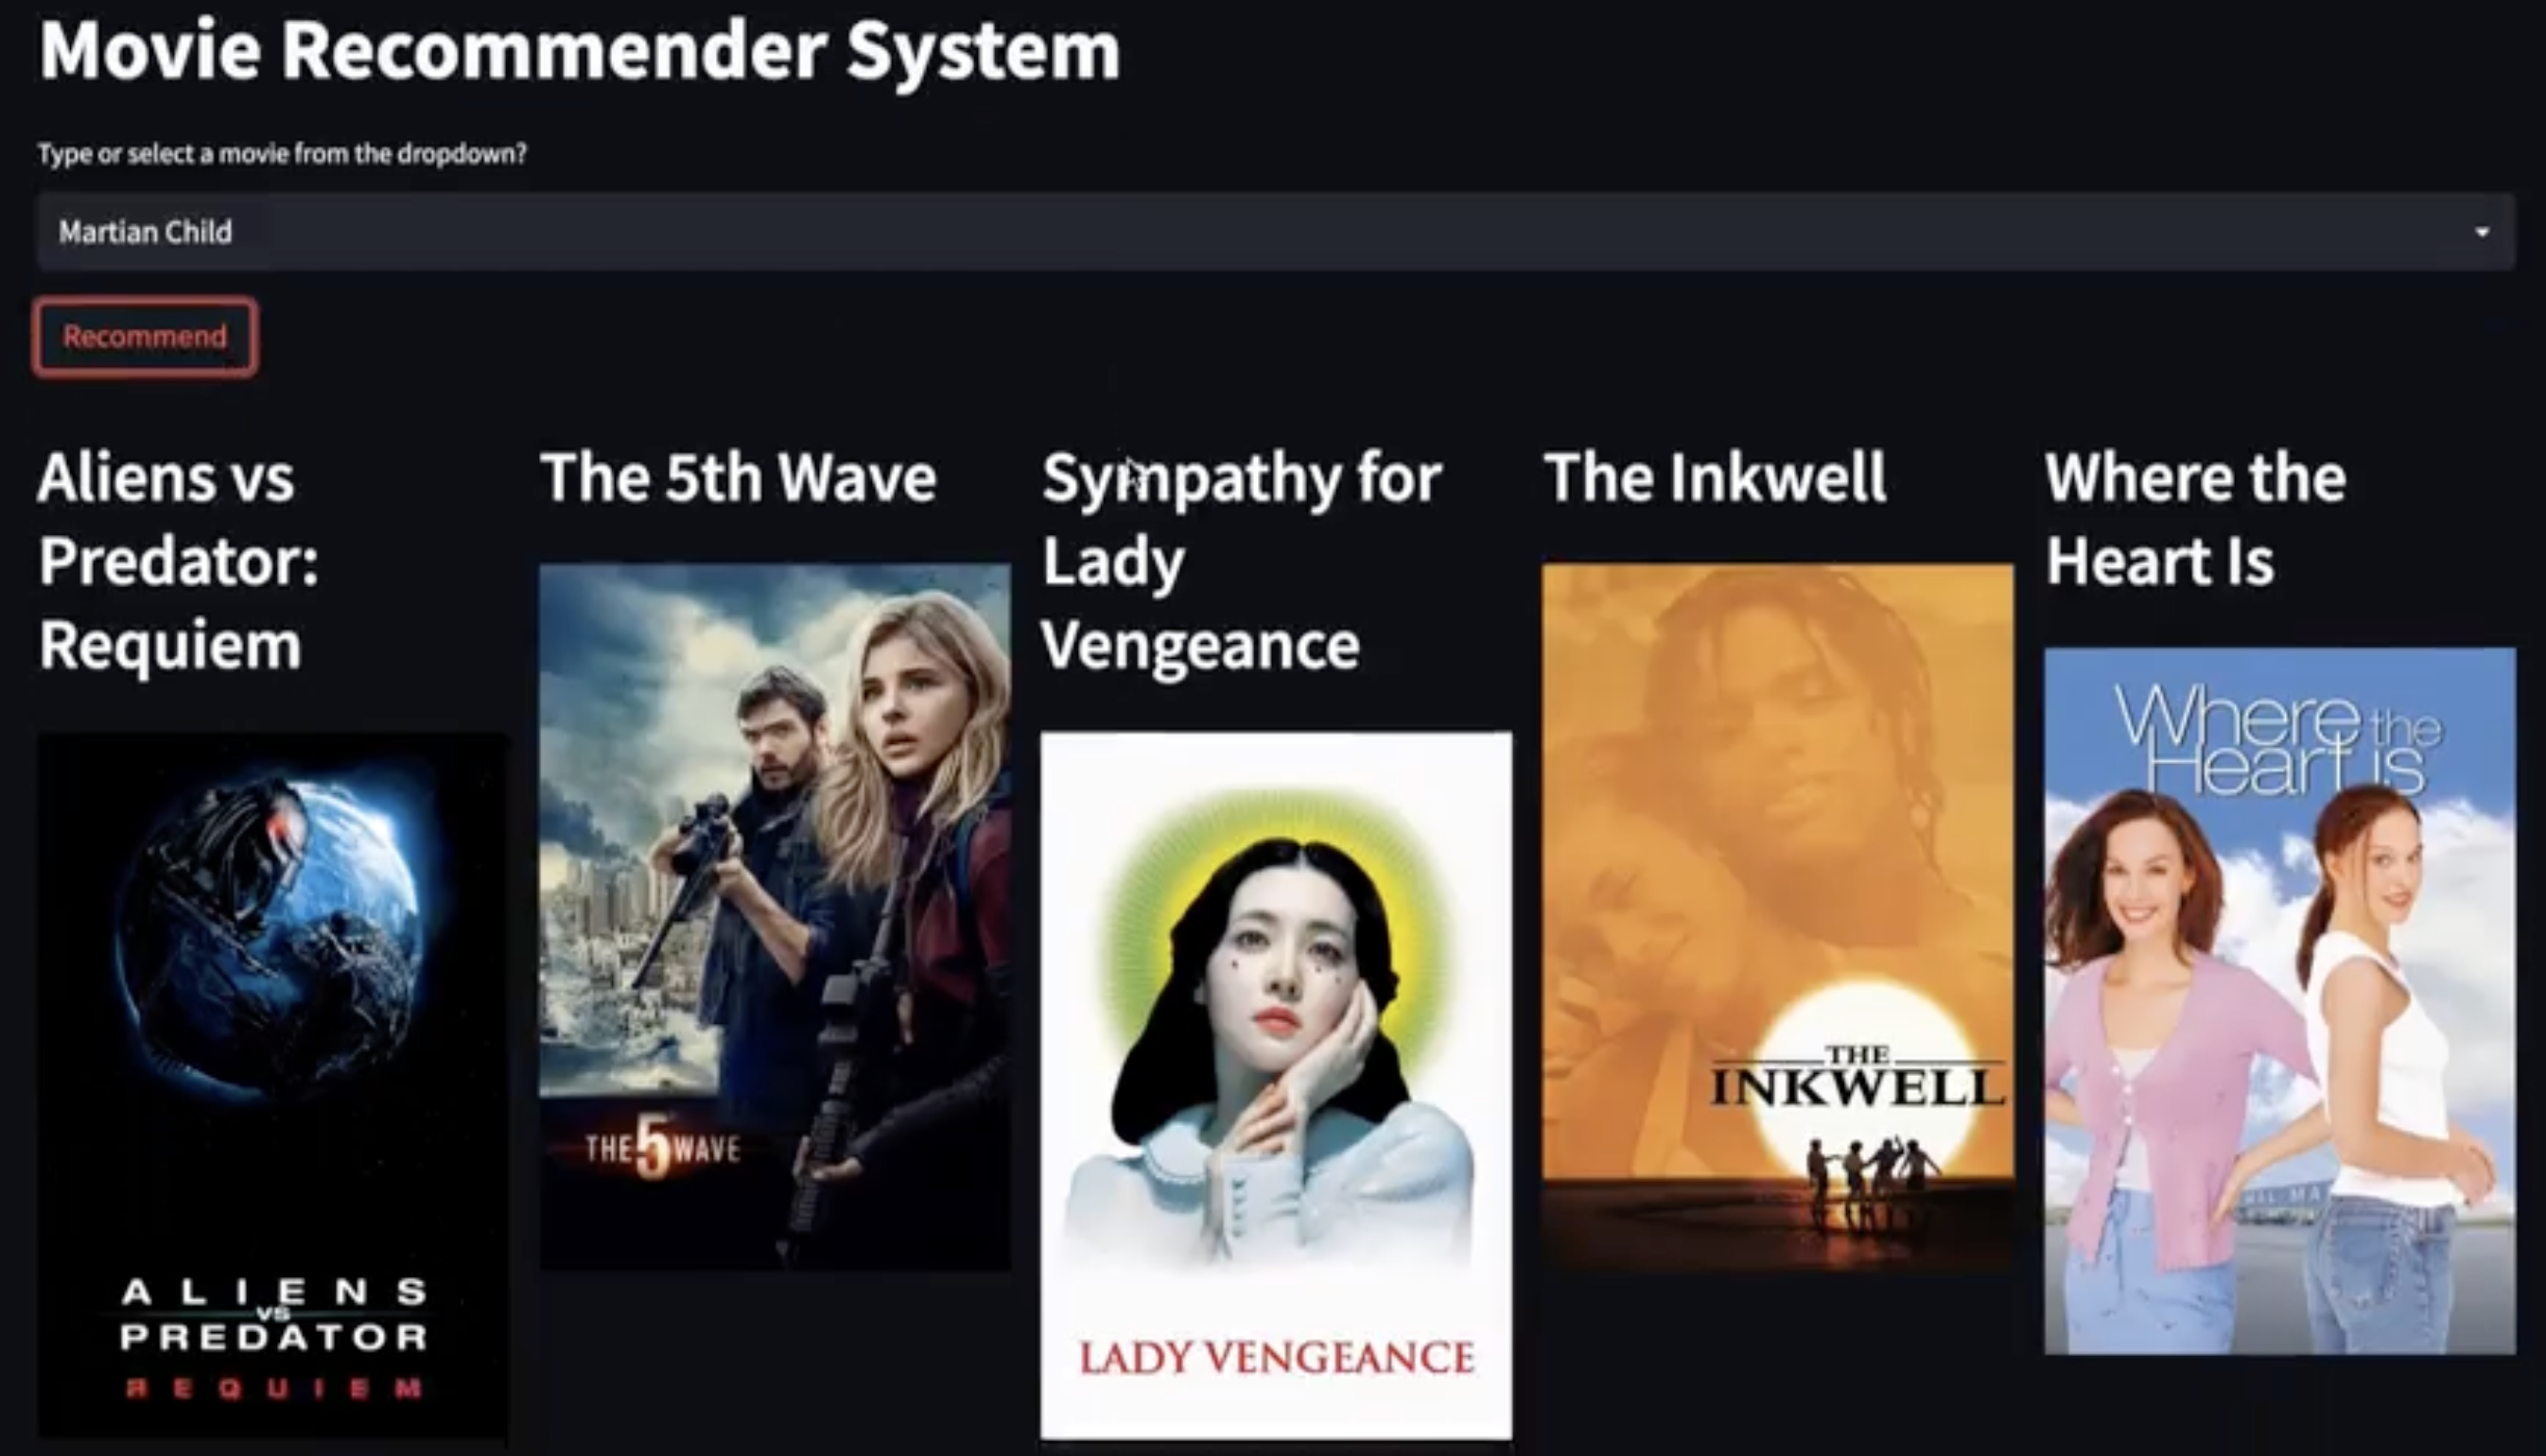 Movie Recommender System
Type or select a movie from the dropdown?
Martian Child
Recommend
Aliens vs
Predator:
Requiem
ALIENS
VS
PREDATOR
REQUIEM
The 5th Wave
THE 5 WAVE
Sympathy for
Lady
Vengeance
LADY VENGEANCE
The Inkwell
THE
INKWELL
Where the
Heart Is
Where the
Heart is